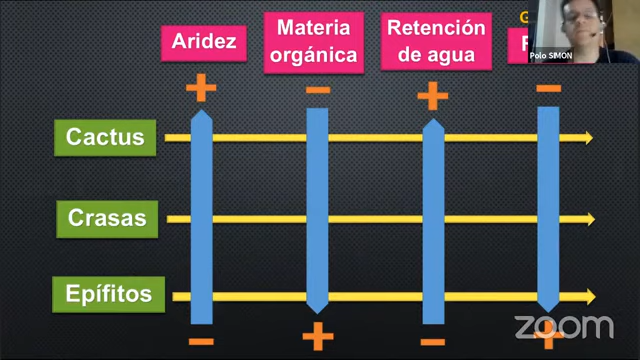 Aridez
Materia
orgánica
Retención
de agua
Polo SIMON
+
−
+
−
Cactus
Crasas
Epífitos
−
+
−
+
zoom